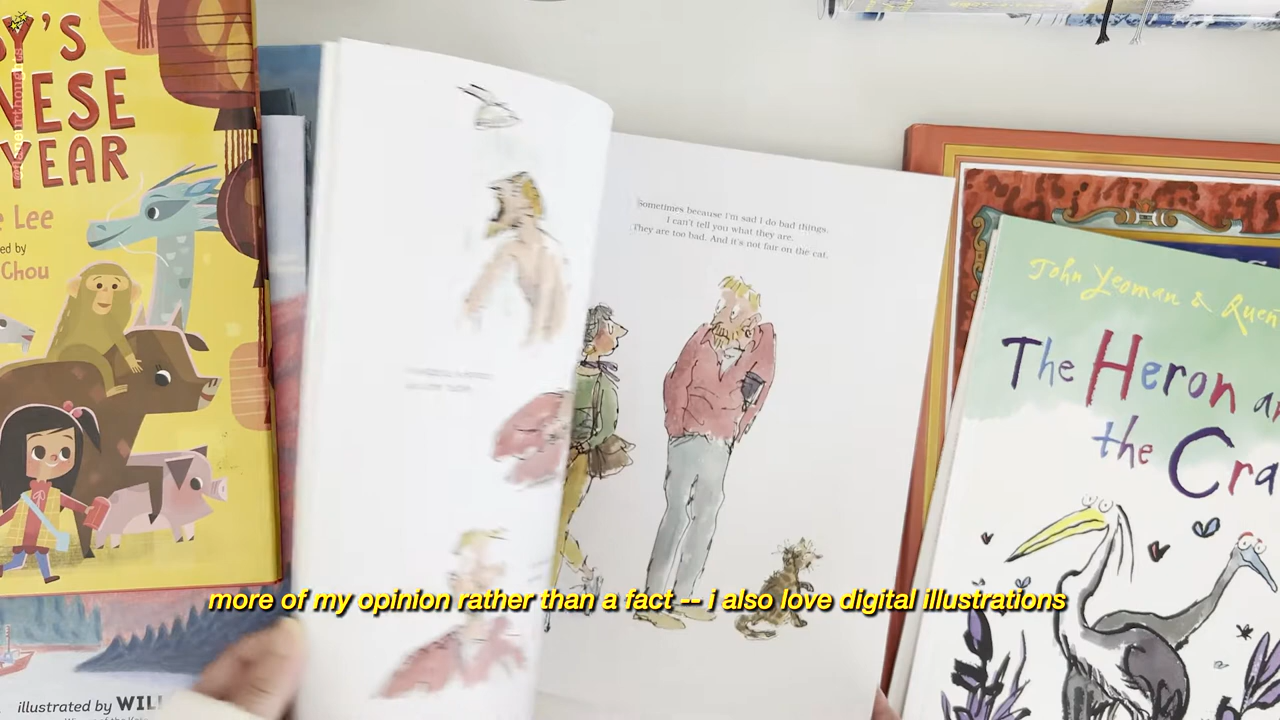 Y'S
NESE
YEAR
e Lee
ed by
Chou
illustrated by WILL
Sometimes because I'm sad I do bad things.
I can't tell you what they are.
They are too bad. And it's not fair on the cat.
John Yeoman & Quen
The Heron an
the Cra
more of my opinion rather than a fact -- i also love digital illustrations